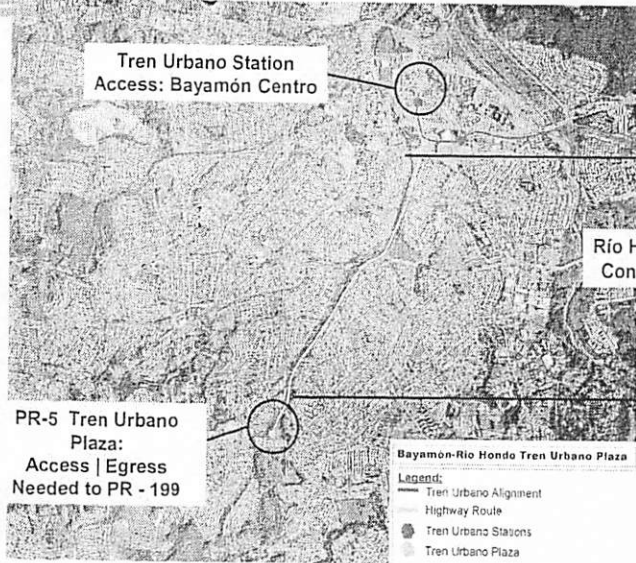 Tren Urbano Station
Access: Bayamón Centro
Río H
Con
PR-5 Tren Urbano
Plaza:
Access | Egress
Needed to PR - 199
Bayamón-Río Hondo Tren Urbano Plaza
Legend:
Tren Urbano Alignment
Highway Route
Tren Urbano Stations
Tren Urbano Plaza